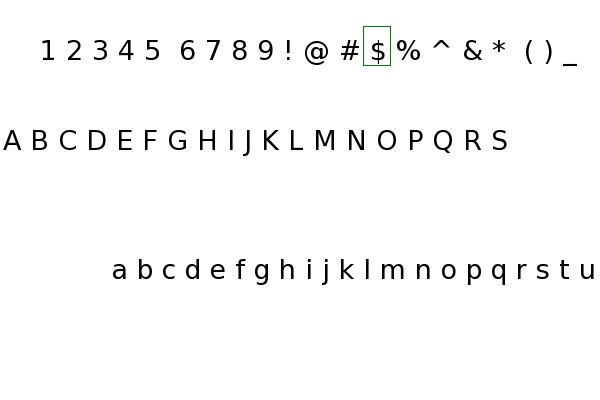 1 2 3 4 5 6 7 8 9 ! @ # $ % ^ & * ( ) _
A B C D E F G H I J K L M N O P Q R S
a b c d e f g h i j k l m n o p q r s t u